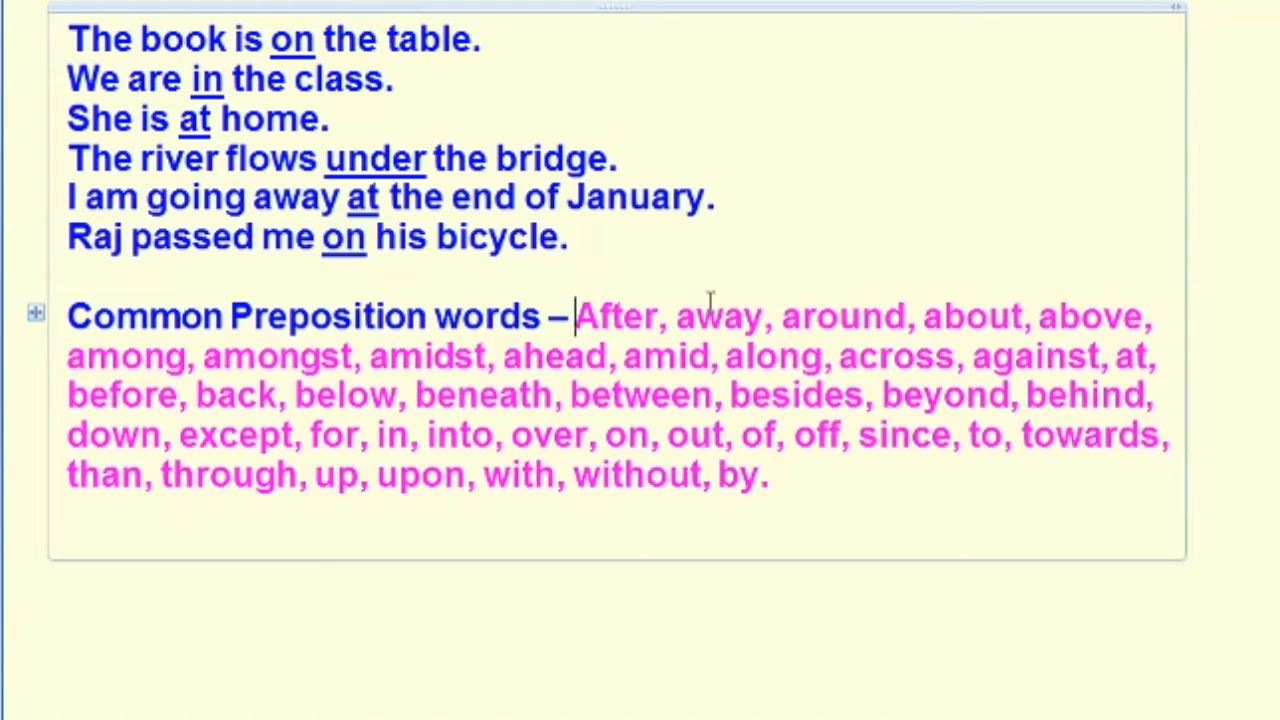 The book is on the table.
We are in the class.
She is at home.
The river flows under the bridge.
I am going away at the end of January.
Raj passed me on his bicycle.
Common Preposition words – After, away, around, about, above,
among, amongst, amidst, ahead, amid, along, across, against, at,
before, back, below, beneath, between, besides, beyond, behind,
down, except, for, in, into, over, on, out, of, off, since, to, towards,
than, through, up, upon, with, without, by.